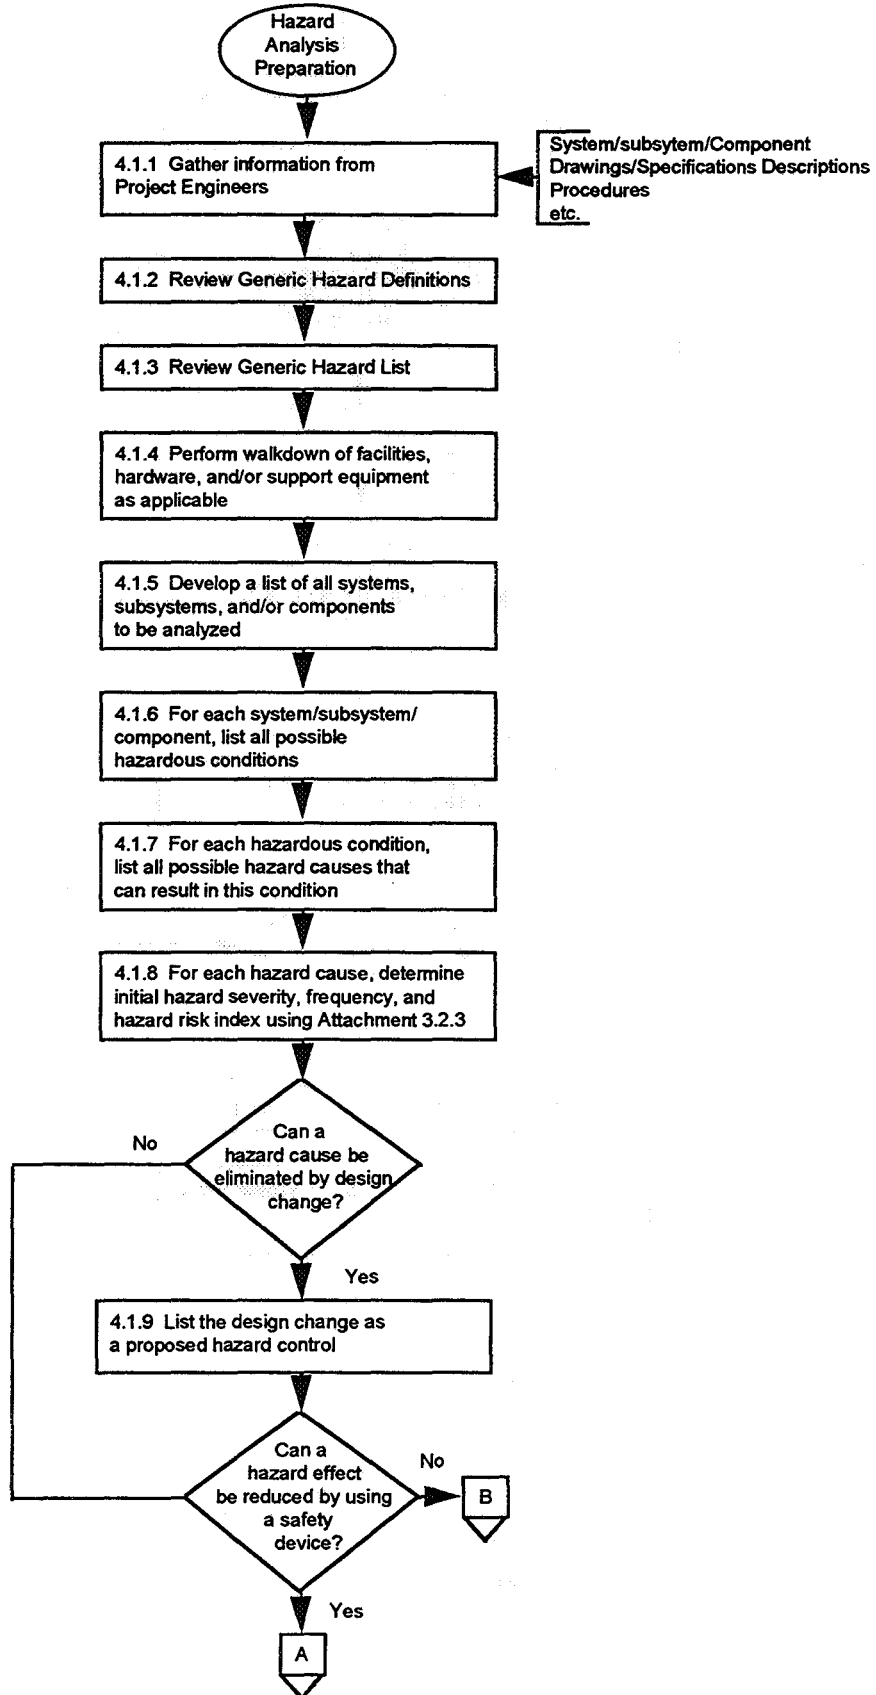 Hazard
Analysis
Preparation
4.1.1 Gather information from
Project Engineers
System/subsytem/Component
Drawings/Specifications Descriptions
Procedures
etc.
4.1.2 Review Generic Hazard Definitions
4.1.3 Review Generic Hazard List
4.1.4 Perform walkdown of facilities,
hardware, and/or support equipment
as applicable
4.1.5 Develop a list of all systems,
subsystems, and/or components
to be analyzed
4.1.6 For each system/subsystem/
component, list all possible
hazardous conditions
4.1.7 For each hazardous condition,
list all possible hazard causes that
can result in this condition
4.1.8 For each hazard cause, determine
initial hazard severity, frequency, and
hazard risk index using Attachment 3.2.3
No
Can a
hazard cause be
eliminated by design
change?
Yes
4.1.9 List the design change as
a proposed hazard control
Can a
hazard effect
be reduced by using
a safety
device?
No
B
Yes
A